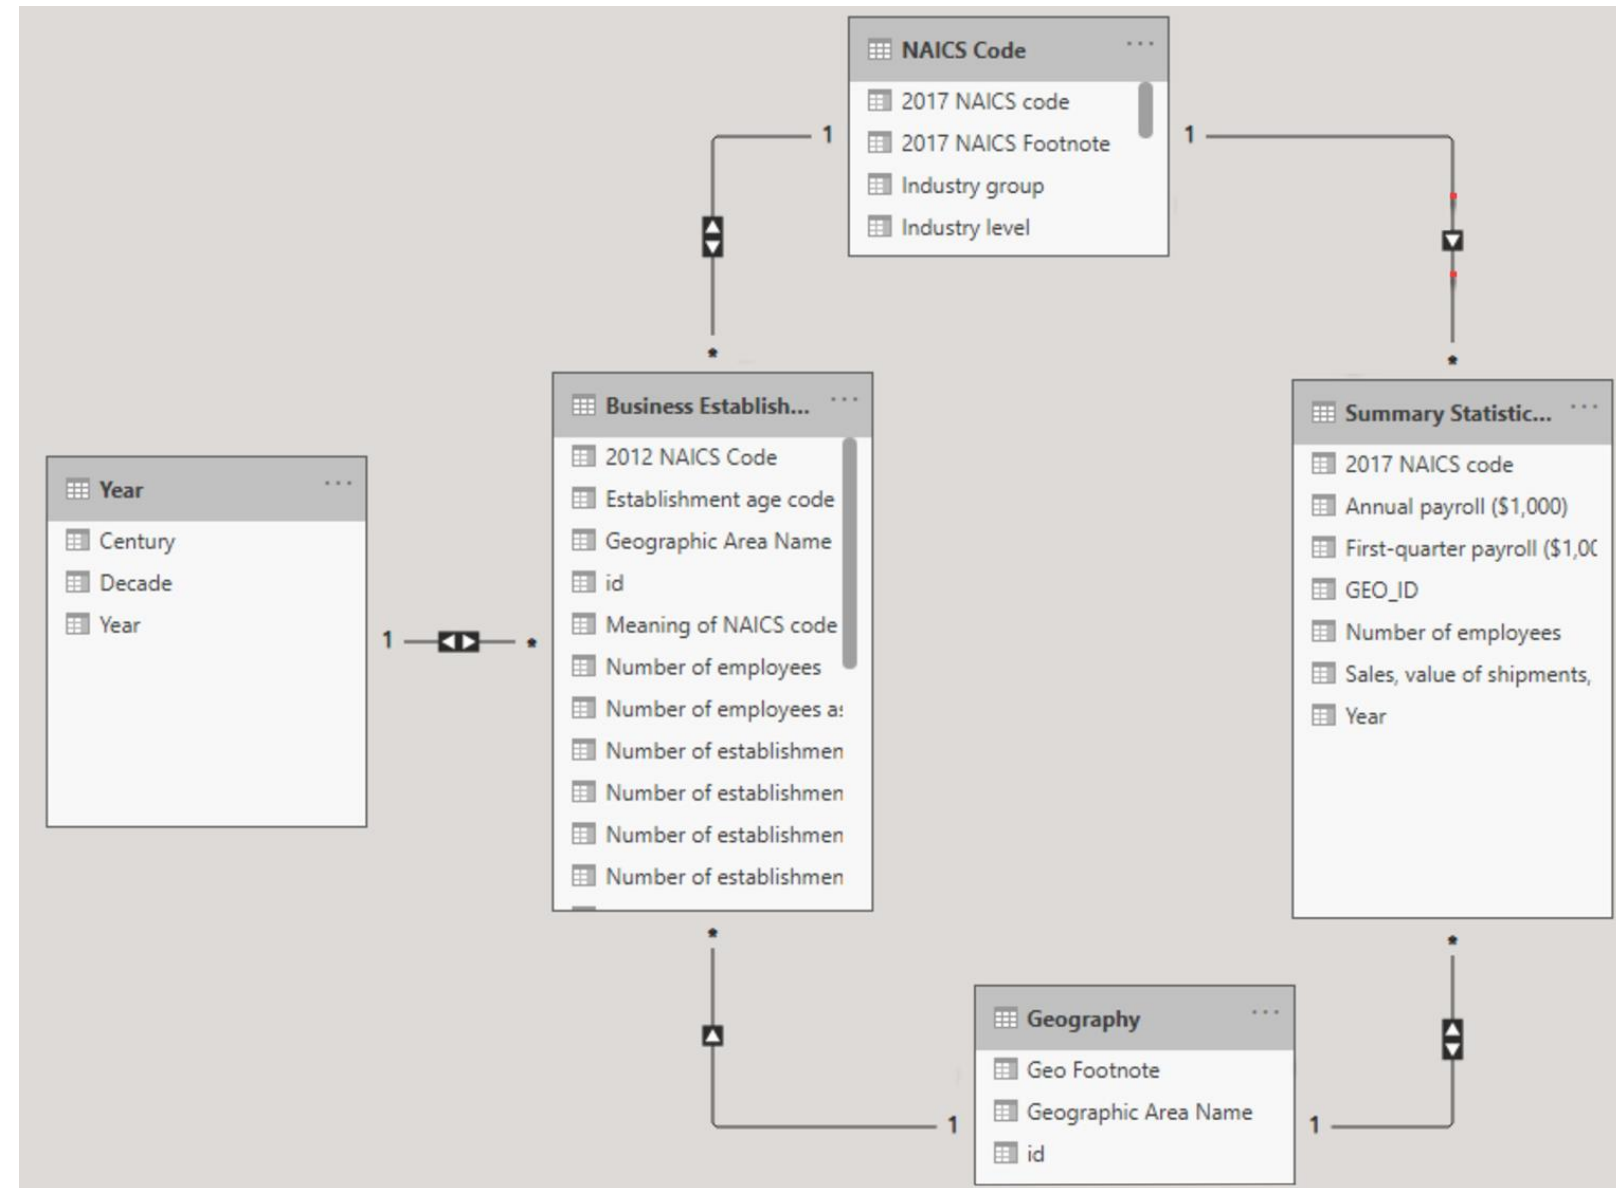 NAICS Code ...
2017 NAICS code
2017 NAICS Footnote
Industry group
Industry level
1
1
*
*
Year ...
Century
Decade
Year
1
*
Business Establish... ...
2012 NAICS Code
Establishment age code
Geographic Area Name
id
Meaning of NAICS code
Number of employees
Number of employees as
Number of establishmen
Number of establishmen
Number of establishmen
Number of establishmen
Summary Statistic... ...
2017 NAICS code
Annual payroll ($1,000)
First-quarter payroll ($1,00
GEO_ID
Number of employees
Sales, value of shipments,
Year
*
*
Geography ...
Geo Footnote
Geographic Area Name
id
1
1